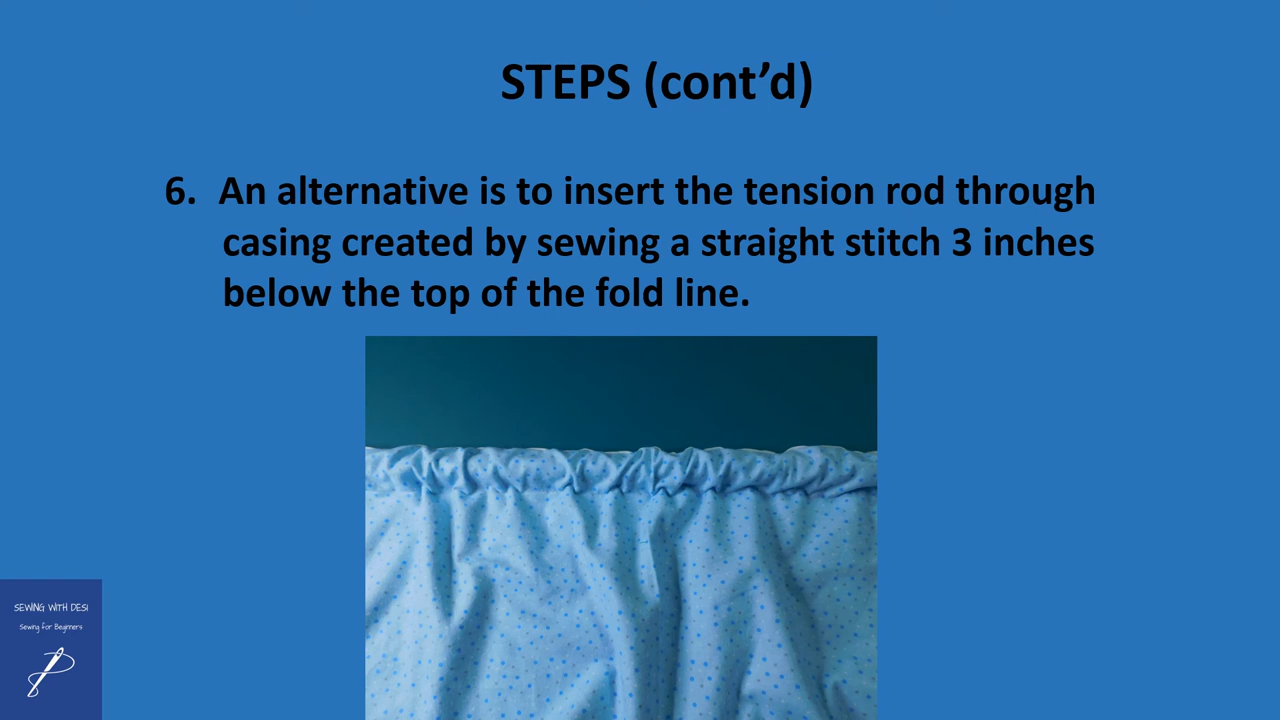 STEPS (cont’d)
6. An alternative is to insert the tension rod through
casing created by sewing a straight stitch 3 inches
below the top of the fold line.
SEWING WITH DESI
Sewing for Beginners